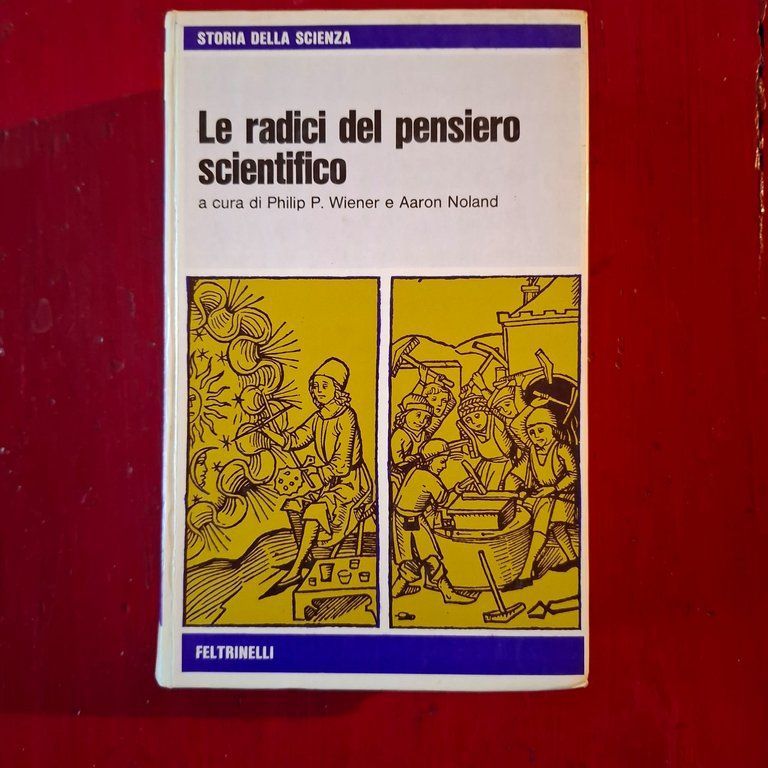 STORIA DELLA SCIENZA
Le radici del pensiero
scientifico
a cura di Philip P. Wiener e Aaron Noland
FELTRINELLI